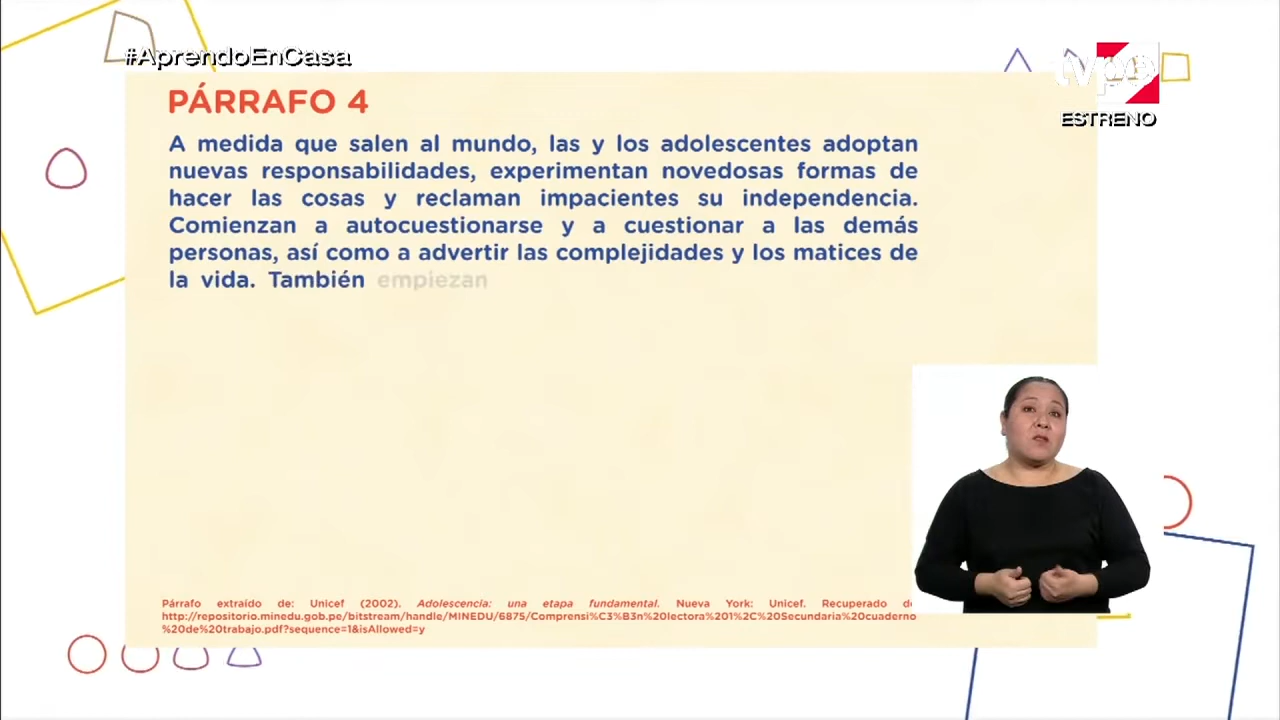 #AprendoEnCasa
ESTRENO
PÁRRAFO 4
A medida que salen al mundo, las y los adolescentes adoptan
nuevas responsabilidades, experimentan novedosas formas de
hacer las cosas y reclaman impacientes su independencia.
Comienzan a autocuestionarse y a cuestionar a las demás
personas, así como a advertir las complejidades y los matices de
la vida. También empiezan
Párrafo extraído de: Unicef (2002). Adolescencia: una etapa fundamental. Nueva York: Unicef. Recuperado
http://repositorio.minedu.gob.pe/bitstream/handle/MINEDU/6875/Comprensi%C3%B3n%20lectora%201%2C%20Secundaria%20cuaderno
%20de%20trabajo.pdf?sequence=1&isAllowed=y